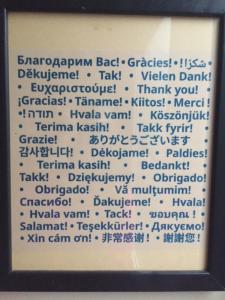 Благодарим Вас! • Gràcies! • شكرًا!
Děkujeme! • Tak! • Vielen Dank!
• Ευχαριστούμε! • Thank you! •
¡Gracias! • Täname! • Kiitos! • Merci !
• תודה! • Hvala vam! • Köszönjük!
Terima kasih! • Takk fyrir!
Grazie! • ありがとうございます
감사합니다! • Dėkojame! • Paldies!
Terima kasih! • Bedankt! •
Takk! • Dziękujemy! • Obrigado!
• Obrigado! • Vă mulțumim! •
Спасибо! • Ďakujeme! • Hvala!
• Hvala vam! • Tack! • ขอบคุณ !
Salamat! • Teşekkürler! • Дякуємо!
• Xin cám ơn! • 非常感谢! • 謝謝您!